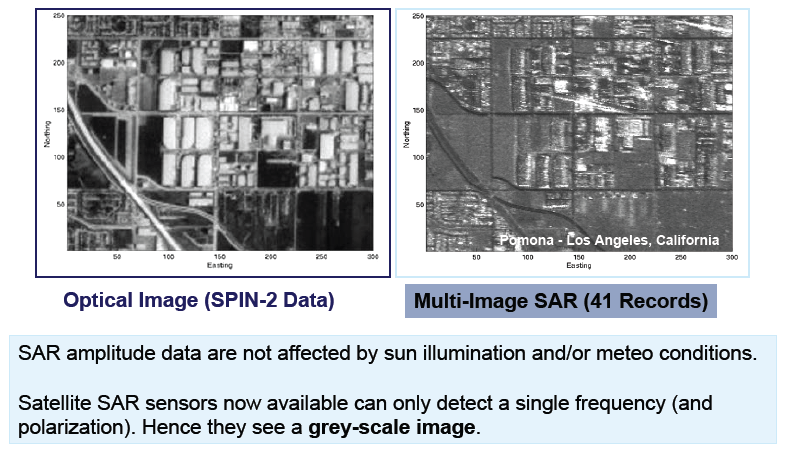 250
200
150
100
50
Northing
50
100
150
200
250
300
Easting
250
200
150
100
50
Northing
Pomona - Los Angeles, California
50
100
150
200
250
300
Easting
Optical Image (SPIN-2 Data)
Multi-Image SAR (41 Records)
SAR amplitude data are not affected by sun illumination and/or meteo conditions.
Satellite SAR sensors now available can only detect a single frequency (and
polarization). Hence they see a grey-scale image.